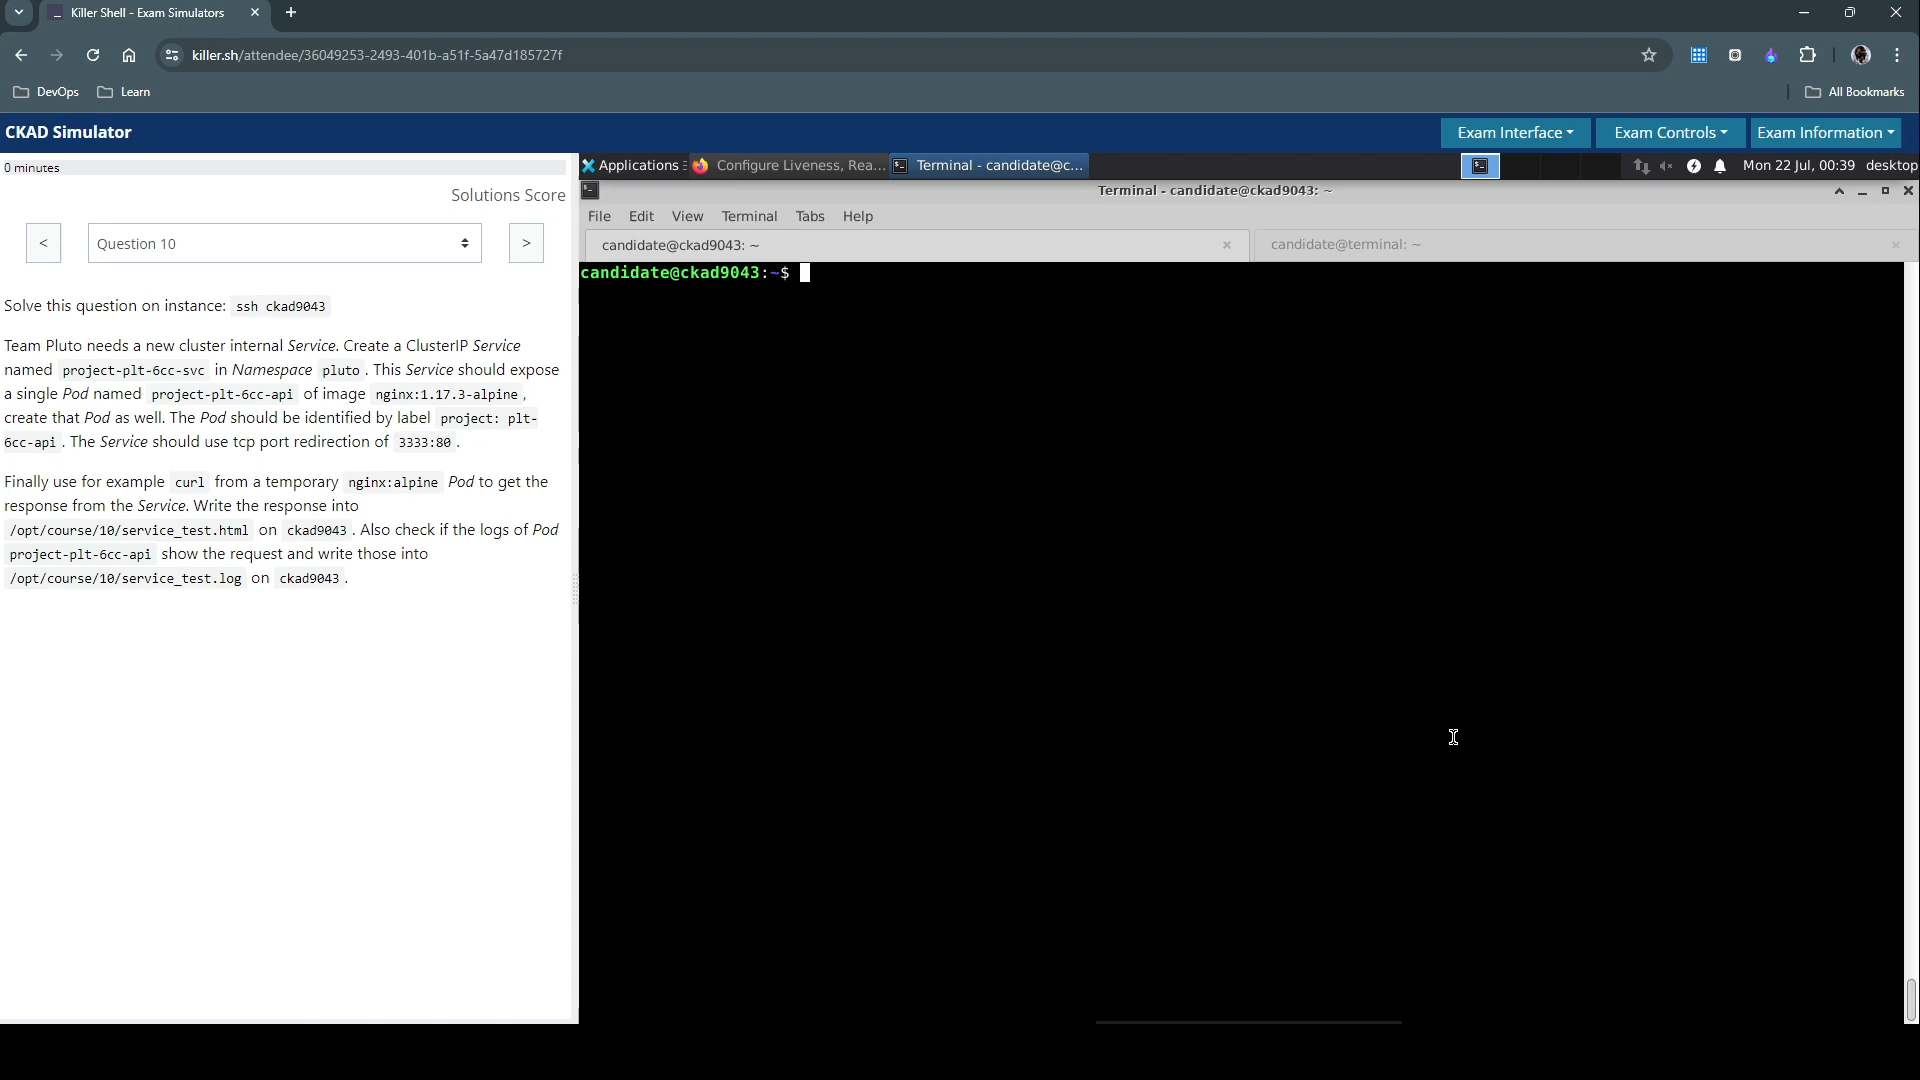 Killer Shell - Exam Simulators
killer.sh/attendee/36049253-2493-401b-a51f-5a47d185727f
DevOps
Learn
All Bookmarks
CKAD Simulator
Exam Interface
Exam Controls
Exam Information
0 minutes
Applications
Configure Liveness, Rea...
Terminal - candidate@c...
Mon 22 Jul, 00:39 desktop
Solutions Score
Terminal - candidate@ckad9043: ~
File Edit View Terminal Tabs Help
<
Question 10
>
candidate@ckad9043: ~
candidate@terminal: ~
candidate@ckad9043:~$
Solve this question on instance: ssh ckad9043
Team Pluto needs a new cluster internal Service. Create a ClusterIP Service
named project-plt-6cc-svc in Namespace pluto . This Service should expose
a single Pod named project-plt-6cc-api of image nginx:1.17.3-alpine ,
create that Pod as well. The Pod should be identified by label project: plt-
6cc-api . The Service should use tcp port redirection of 3333:80 .
Finally use for example curl from a temporary nginx:alpine Pod to get the
response from the Service. Write the response into
/opt/course/10/service_test.html on ckad9043 . Also check if the logs of Pod
project-plt-6cc-api show the request and write those into
/opt/course/10/service_test.log on ckad9043 .